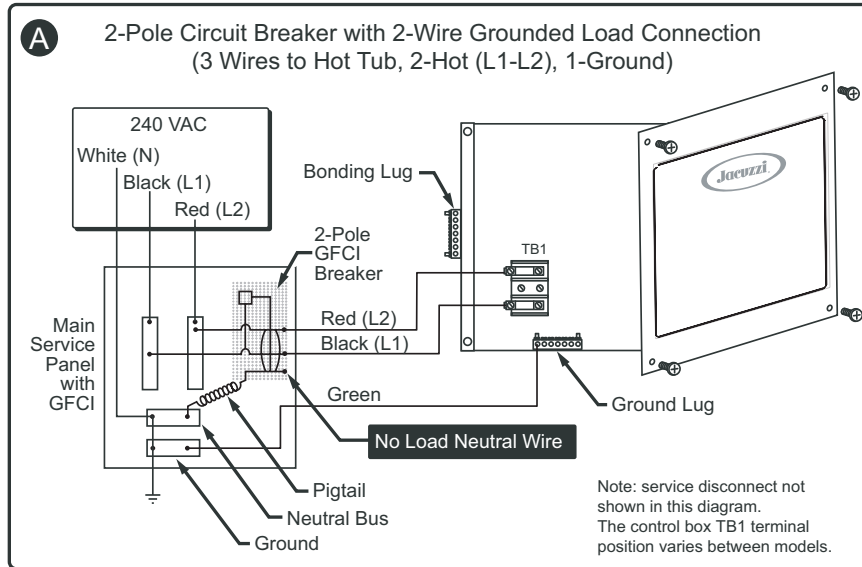 A
2-Pole Circuit Breaker with 2-Wire Grounded Load Connection
(3 Wires to Hot Tub, 2-Hot (L1-L2), 1-Ground)
240 VAC
White (N)
Black (L1)
Red (L2)
Bonding Lug
Jacuzzi
2-Pole
GFCI
Breaker
TB1
Main
Service
Panel
with
GFCI
Red (L2)
Black (L1)
Green
Ground Lug
No Load Neutral Wire
Pigtail
Neutral Bus
Ground
Note: service disconnect not
shown in this diagram.
The control box TB1 terminal
position varies between models.